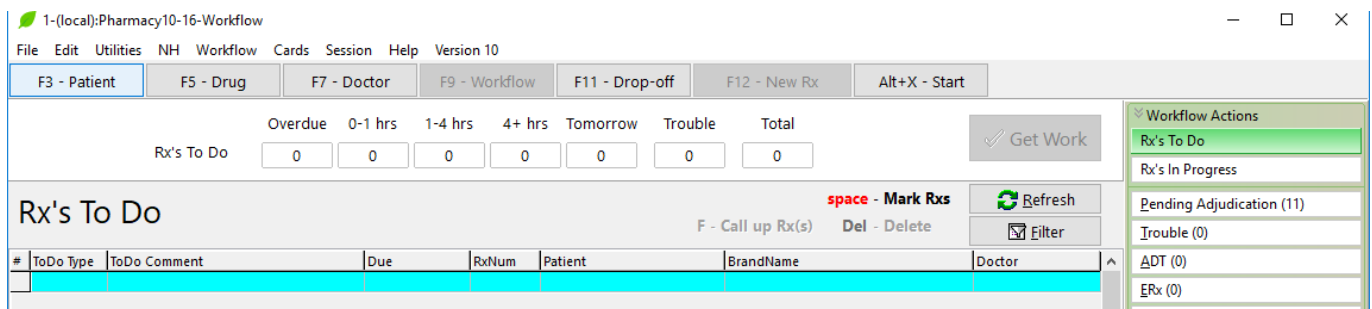 1-(local):Pharmacy10-16-Workflow
File Edit Utilities NH Workflow Cards Session Help Version 10
F3 - Patient F5 - Drug F7 - Doctor F9 - Workflow F11 - Drop-off F12 - New Rx Alt+X - Start
Overdue 0-1 hrs 1-4 hrs 4+ hrs Tomorrow Trouble Total
Rx's To Do 0 0 0 0 0 0 0
Get Work
Rx's To Do
space - Mark Rxs
F - Call up Rx(s) Del - Delete
Refresh
Filter
# ToDo Type ToDo Comment Due RxNum Patient BrandName Doctor
Workflow Actions
Rx's To Do
Rx's In Progress
Pending Adjudication (11)
Trouble (0)
ADT (0)
ERx (0)